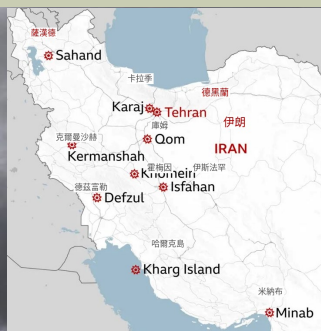 薩漢德
Sahand
卡拉季
德黑蘭
Karaj
Tehran
伊朗
庫姆
Qom
IRAN
克爾曼沙赫
Kermanshah
霍梅因
伊斯法罕
Khomein
Isfahan
德茲富勒
Defzul
哈爾克島
Kharg Island
米納布
Minab